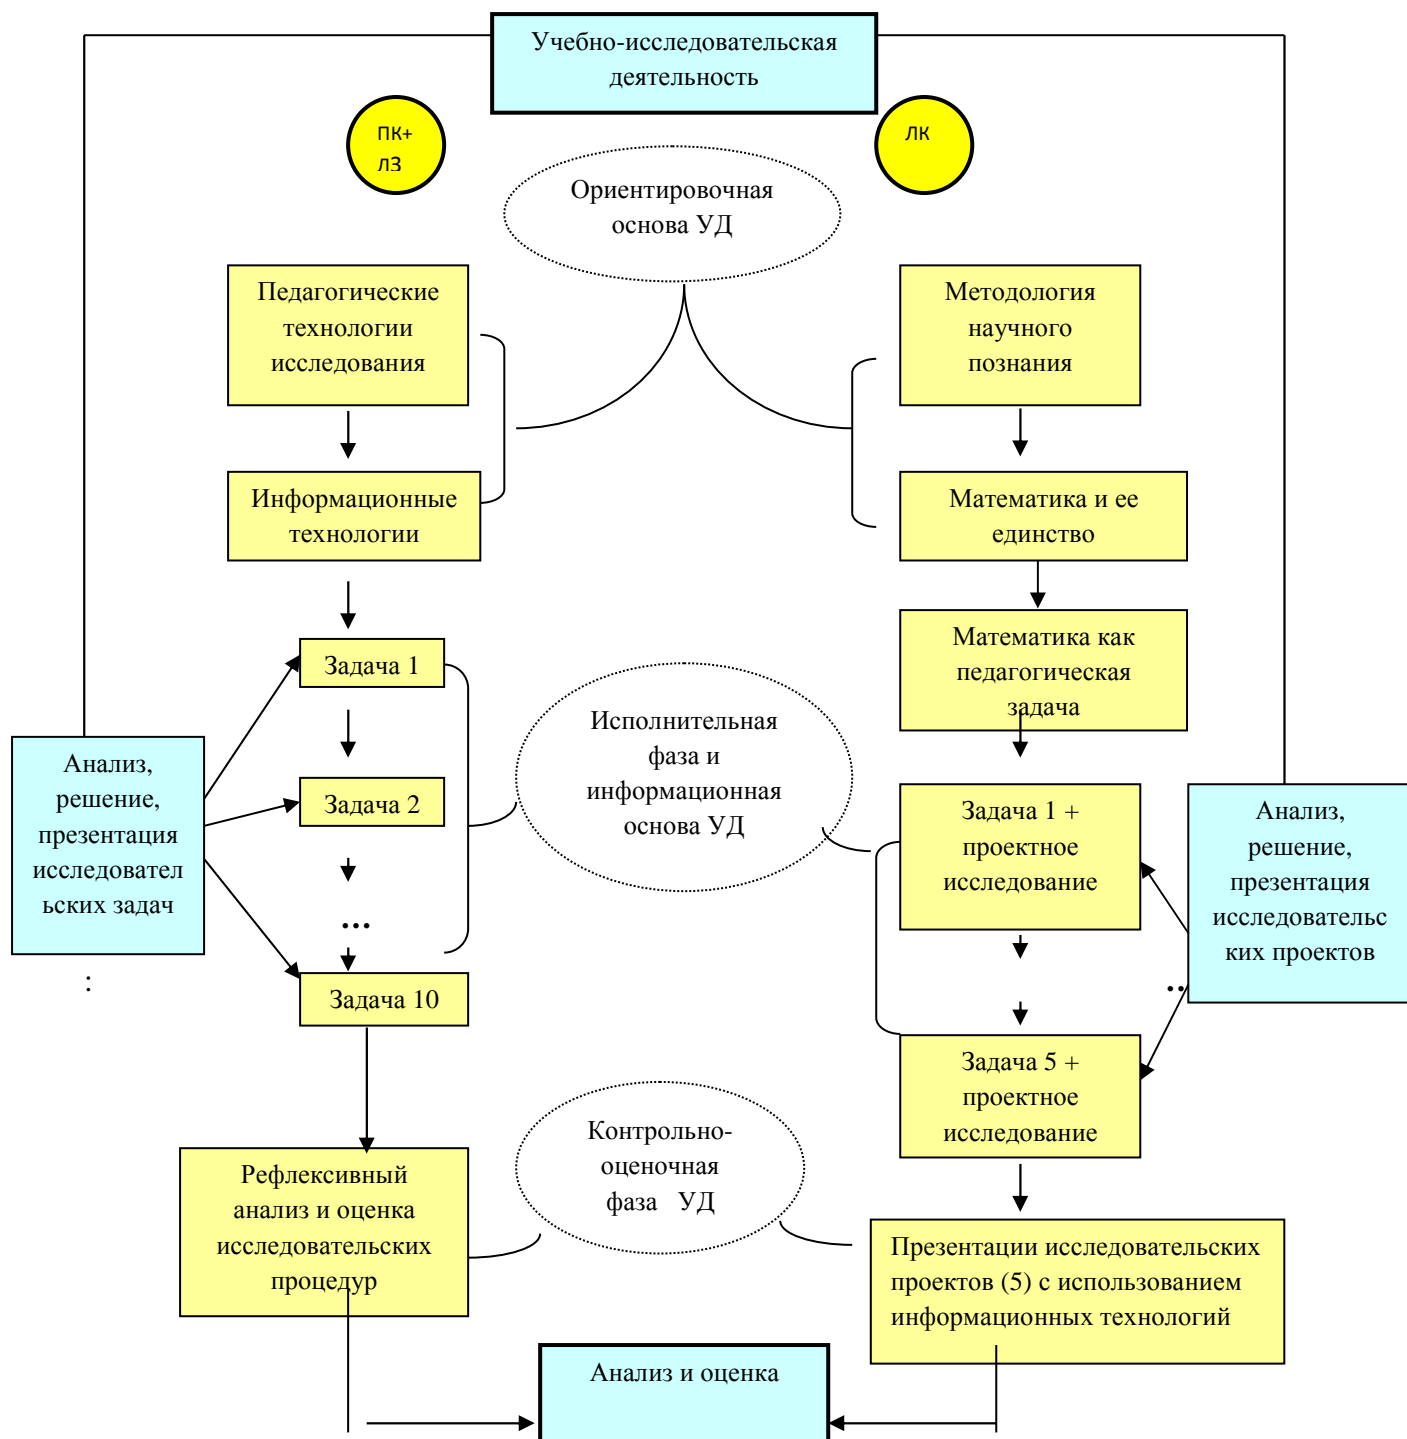 Учебно-исследовательская
деятельность
ПК+
ЛЗ
ЛК
Ориентировочная
основа УД
Педагогические
технологии
исследования
Методология
научного
познания
Информационные
технологии
Математика и ее
единство
Математика как
педагогическая
задача
Задача 1
Задача 2
...
Задача 10
Исполнительная
фаза и
информационная
основа УД
Анализ,
решение,
презентация
исследовател
ьских задач
:
Задача 1 +
проектное
исследование
..
Задача 5 +
проектное
исследование
Анализ,
решение,
презентация
исследовательс
ких проектов
Контрольно-
оценочная
фаза УД
Рефлексивный
анализ и оценка
исследовательских
процедур
Презентации исследовательских
проектов (5) с использованием
информационных технологий
Анализ и оценка